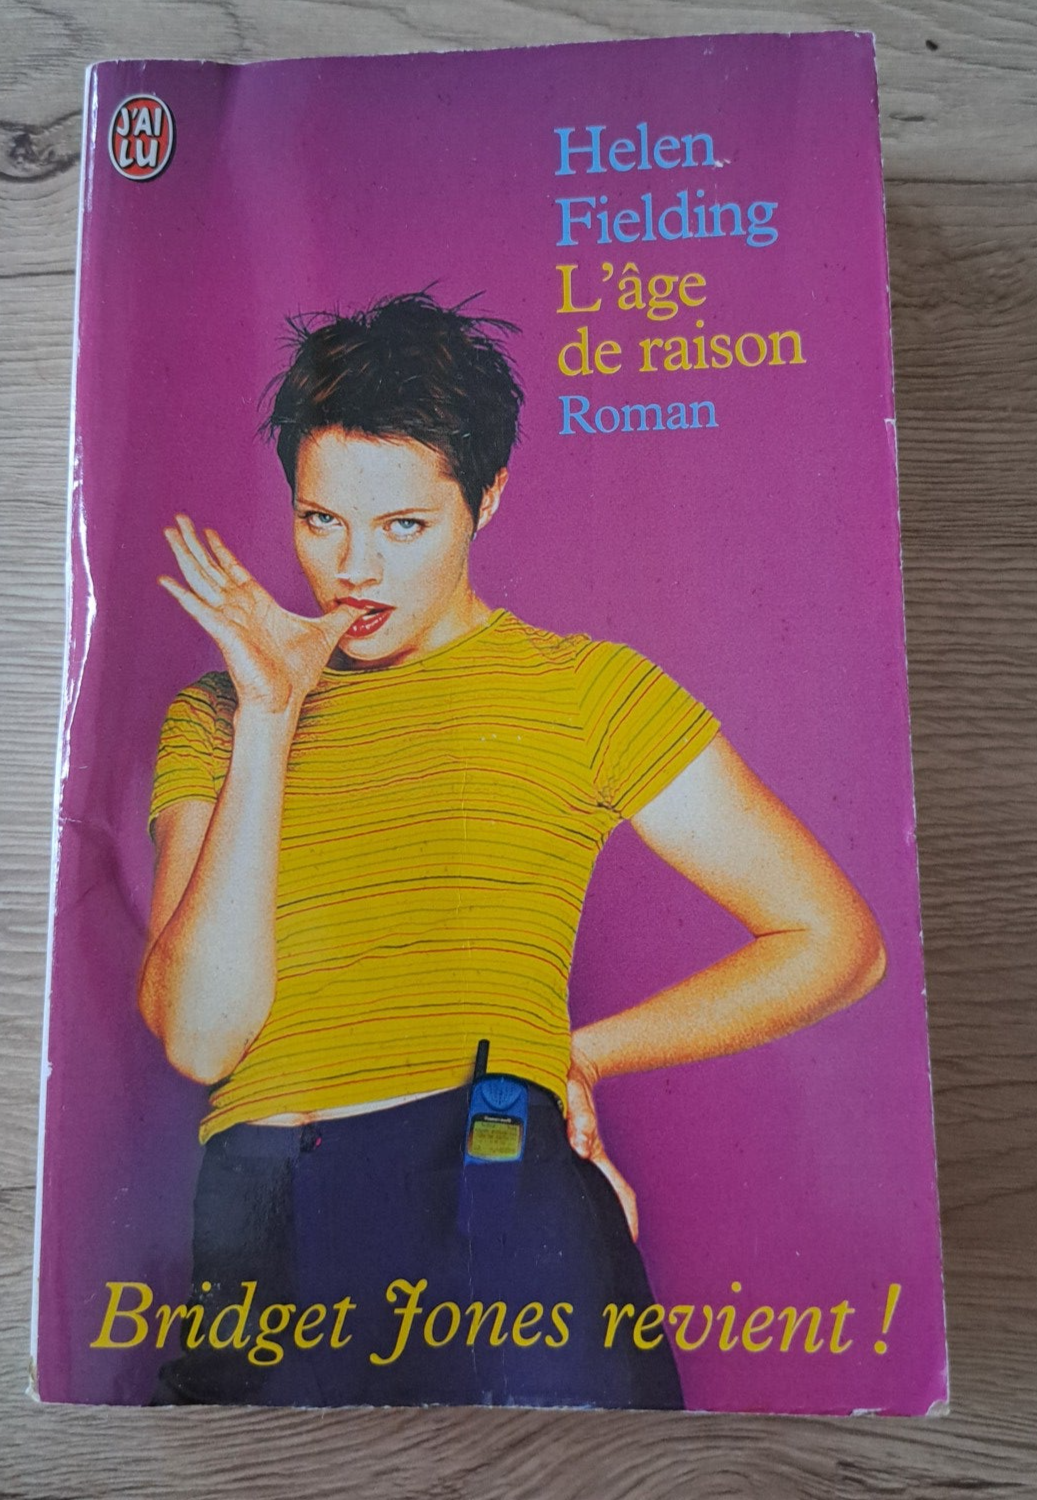 J'AI
LU
Helen
Fielding
L'âge
de raison
Roman
Bridget Jones revient !